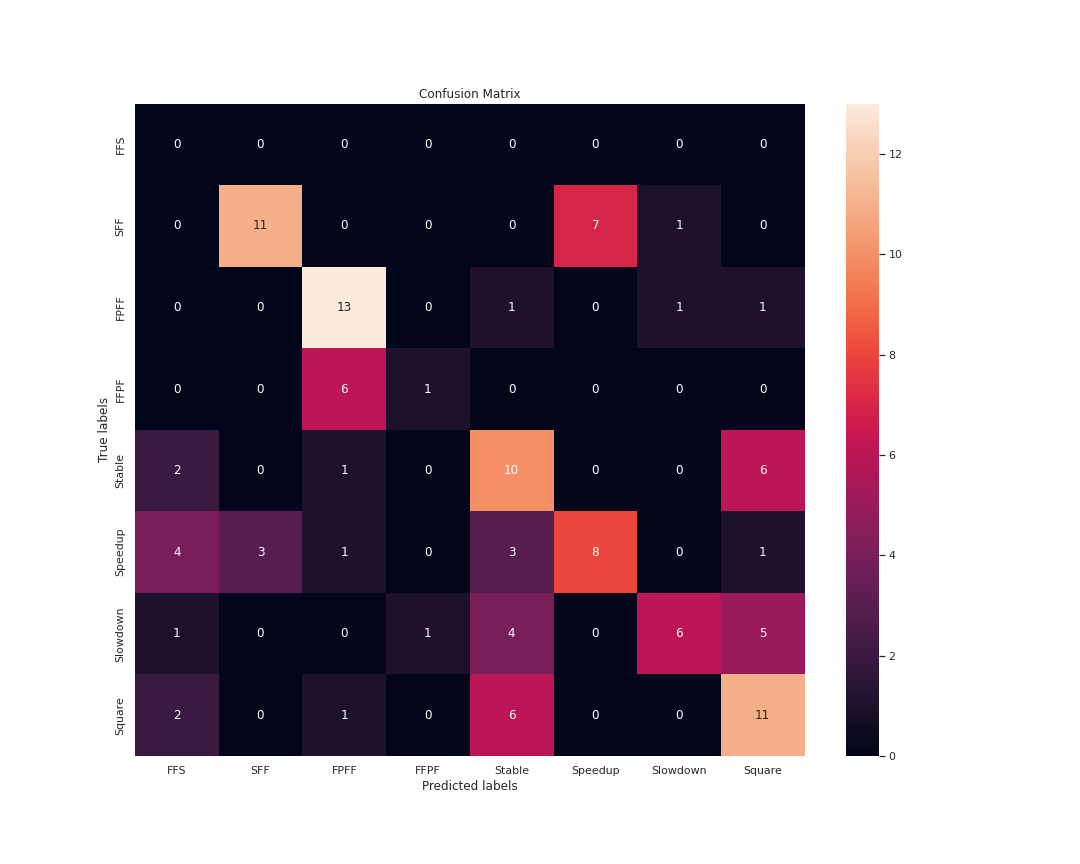 Confusion Matrix
FFS 0 0 0 0 0 0 0 0
SFF 0 11 0 0 0 7 1 0
FPFF 0 0 13 0 1 0 1 1
FFPF 0 0 6 1 0 0 0 0
Stable 2 0 1 0 10 0 0 6
Speedup 4 3 1 0 3 8 0 1
Slowdown 1 0 0 1 4 0 6 5
Square 2 0 1 0 6 0 0 11
True labels
FFS SFF FPFF FFPF Stable Speedup Slowdown Square
Predicted labels
12
10
8
6
4
2
0